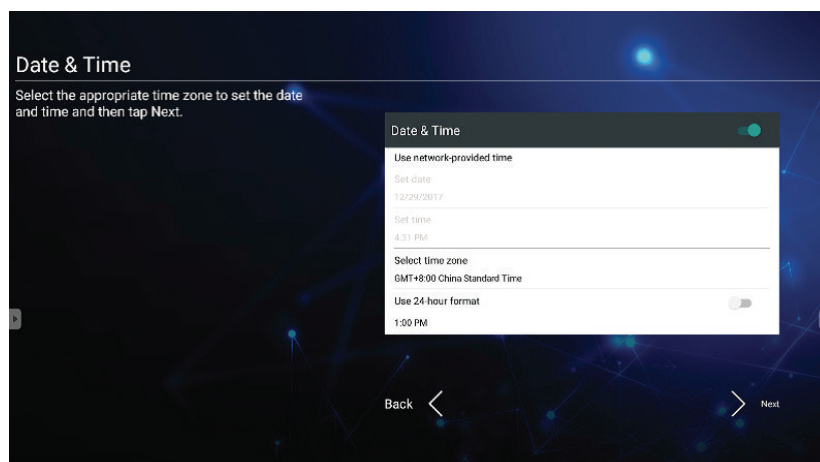 Date & Time
Select the appropriate time zone to set the date
and time and then tap Next.
Date & Time
Use network-provided time
Set date
12/29/2017
Set time
4:31 PM
Select time zone
GMT+8:00 China Standard Time
Use 24-hour format
1:00 PM
Back
Next